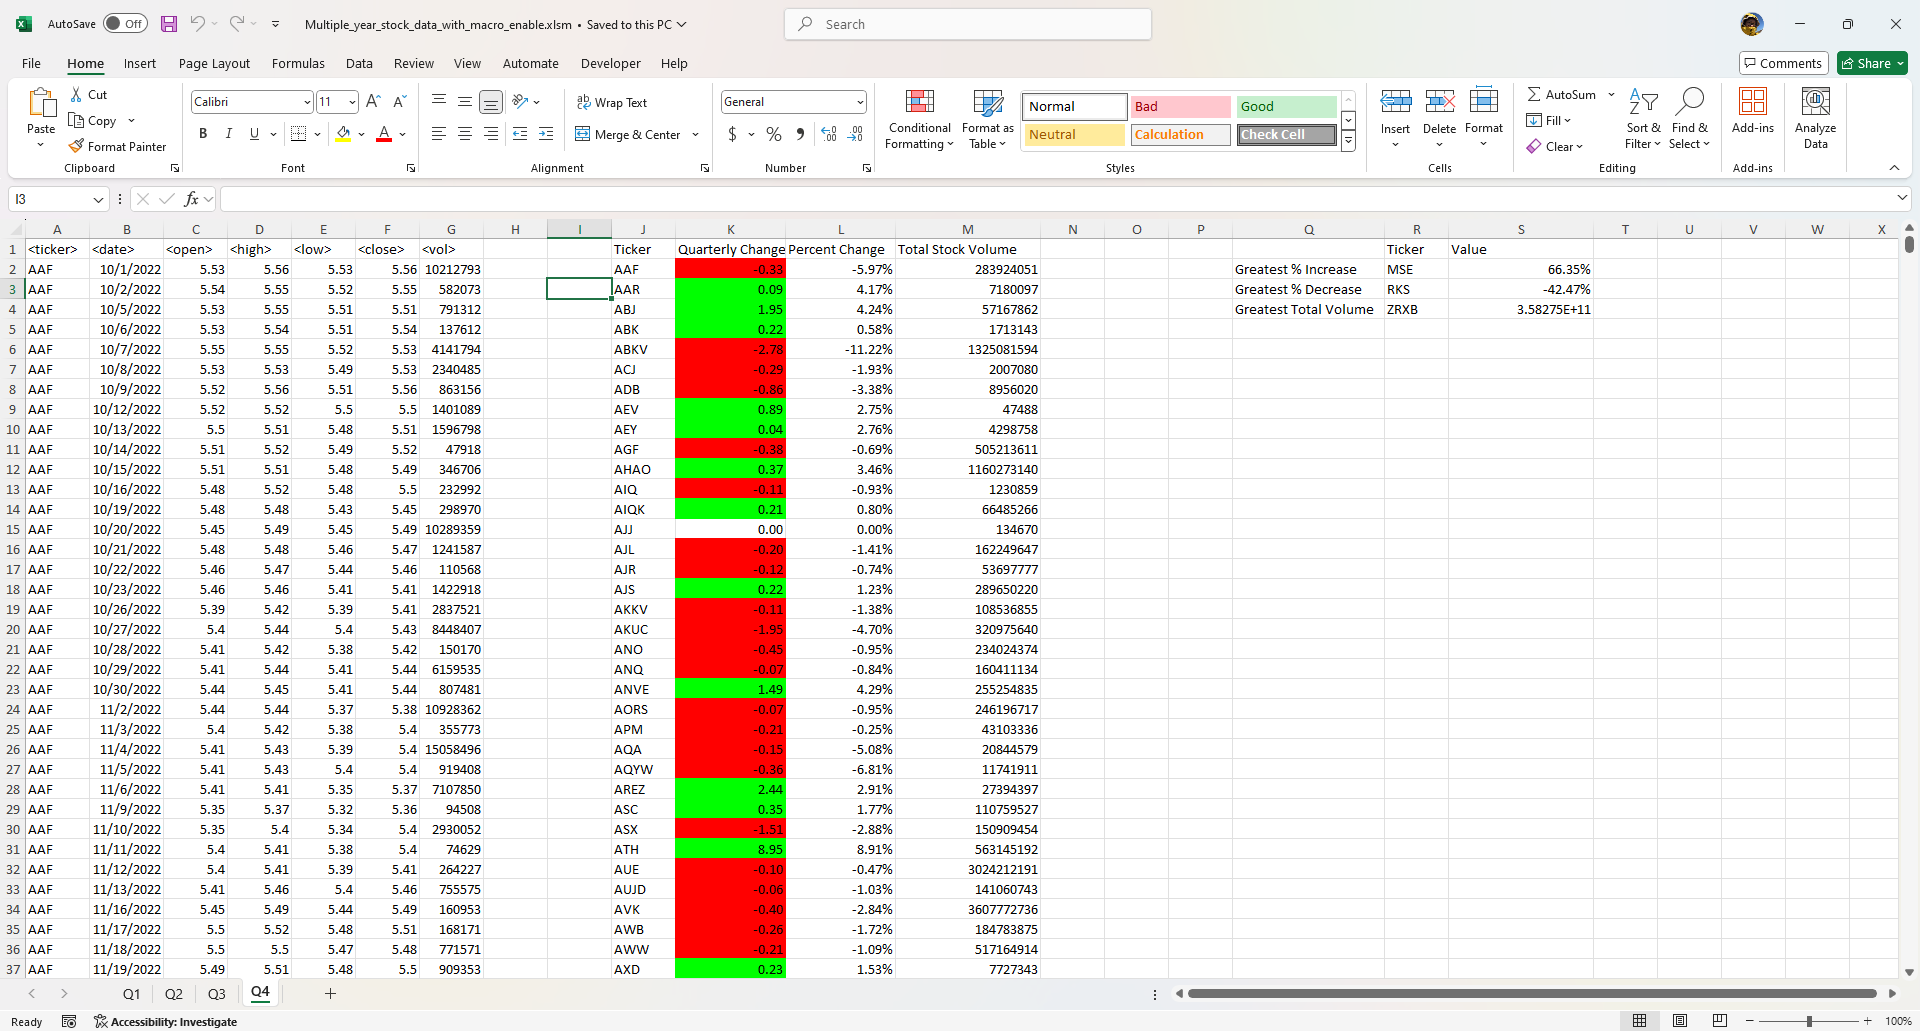 AutoSave Off Multiple_year_stock_data_with_macro_enable.xlsm • Saved to this PC Search
File Home Insert Page Layout Formulas Data Review View Automate Developer Help Comments Share
Paste Cut Copy Format Painter Clipboard
Calibri 11 B I U A Font
ab Wrap Text Merge & Center Alignment
General $ % , Number
Conditional Formatting Format as Table Normal Bad Good Neutral Calculation Check Cell Styles
Insert Delete Format Cells
AutoSum Fill Clear Sort & Filter Find & Select Editing
Add-ins Add-ins Analyze Data
I3 fx
A B C D E F G H I J K L M N O P Q R S T U V W X
1 <ticker> <date> <open> <high> <low> <close> <vol> Ticker Quarterly Change Percent Change Total Stock Volume Ticker Value
2 AAF 10/1/2022 5.53 5.56 5.53 5.56 10212793 AAF -0.33 -5.97% 283924051 Greatest % Increase MSE 66.35%
3 AAF 10/2/2022 5.54 5.55 5.52 5.55 582073 AAR 0.09 4.17% 7180097 Greatest % Decrease RKS -42.47%
4 AAF 10/5/2022 5.53 5.55 5.51 5.51 791312 ABJ 1.95 4.24% 57167862 Greatest Total Volume ZRXB 3.58275E+11
5 AAF 10/6/2022 5.53 5.54 5.51 5.54 137612 ABK 0.22 0.58% 1713143
6 AAF 10/7/2022 5.55 5.55 5.52 5.53 4141794 ABKV -2.78 -11.22% 1325081594
7 AAF 10/8/2022 5.53 5.53 5.49 5.53 2340485 ACJ -0.29 -1.93% 2007080
8 AAF 10/9/2022 5.52 5.56 5.51 5.56 863156 ADB -0.86 -3.38% 8956020
9 AAF 10/12/2022 5.52 5.52 5.5 5.5 1401089 AEV 0.89 2.75% 47488
10 AAF 10/13/2022 5.5 5.51 5.48 5.51 1596798 AEY 0.04 2.76% 4298758
11 AAF 10/14/2022 5.51 5.52 5.49 5.52 47918 AGF -0.38 -0.69% 505213611
12 AAF 10/15/2022 5.51 5.51 5.48 5.49 346706 AHAO 0.37 3.46% 1160273140
13 AAF 10/16/2022 5.48 5.52 5.48 5.5 232992 AIQ -0.11 -0.93% 1230859
14 AAF 10/19/2022 5.48 5.48 5.43 5.45 298970 AIQK 0.21 0.80% 66485266
15 AAF 10/20/2022 5.45 5.49 5.45 5.49 10289359 AJJ 0.00 0.00% 134670
16 AAF 10/21/2022 5.48 5.48 5.46 5.47 1241587 AJL -0.20 -1.41% 162249647
17 AAF 10/22/2022 5.46 5.47 5.44 5.46 110568 AJR -0.12 -0.74% 53697777
18 AAF 10/23/2022 5.46 5.46 5.41 5.41 1422918 AJS 0.22 1.23% 289650220
19 AAF 10/26/2022 5.39 5.42 5.39 5.41 2837521 AKKV -0.11 -1.38% 108536855
20 AAF 10/27/2022 5.4 5.44 5.4 5.43 8448407 AKUC -1.95 -4.70% 320975640
21 AAF 10/28/2022 5.41 5.42 5.38 5.42 150170 ANO -0.45 -0.95% 234024374
22 AAF 10/29/2022 5.41 5.44 5.41 5.44 6159535 ANQ -0.07 -0.84% 160411134
23 AAF 10/30/2022 5.44 5.45 5.41 5.44 807481 ANVE 1.49 4.29% 255254835
24 AAF 11/2/2022 5.44 5.44 5.37 5.38 10928362 AORS -0.07 -0.95% 246196717
25 AAF 11/3/2022 5.4 5.42 5.38 5.4 355773 APM -0.21 -0.25% 43103336
26 AAF 11/4/2022 5.41 5.43 5.39 5.4 15058496 AQA -0.15 -5.08% 20844579
27 AAF 11/5/2022 5.41 5.43 5.4 5.4 919408 AQYW -0.36 -6.81% 11741911
28 AAF 11/6/2022 5.41 5.41 5.35 5.37 7107850 AREZ 2.44 2.91% 27394397
29 AAF 11/9/2022 5.35 5.37 5.32 5.36 94508 ASC 0.35 1.77% 110759527
30 AAF 11/10/2022 5.35 5.4 5.34 5.4 2930052 ASX -1.51 -2.88% 150909454
31 AAF 11/11/2022 5.4 5.41 5.38 5.4 74629 ATH 8.95 8.91% 563145192
32 AAF 11/12/2022 5.4 5.41 5.39 5.41 264227 AUE -0.10 -0.47% 3024212191
33 AAF 11/13/2022 5.41 5.46 5.4 5.46 755575 AUJD -0.06 -1.03% 141060743
34 AAF 11/16/2022 5.45 5.49 5.44 5.49 160953 AVK -0.40 -2.84% 3607772736
35 AAF 11/17/2022 5.5 5.52 5.48 5.51 168171 AWB -0.26 -1.72% 184783875
36 AAF 11/18/2022 5.5 5.5 5.47 5.48 771571 AWW -0.21 -1.09% 517164914
37 AAF 11/19/2022 5.49 5.51 5.48 5.5 909353 AXD 0.23 1.53% 7727343
Q1 Q2 Q3 Q4
Ready Accessibility: Investigate 100%